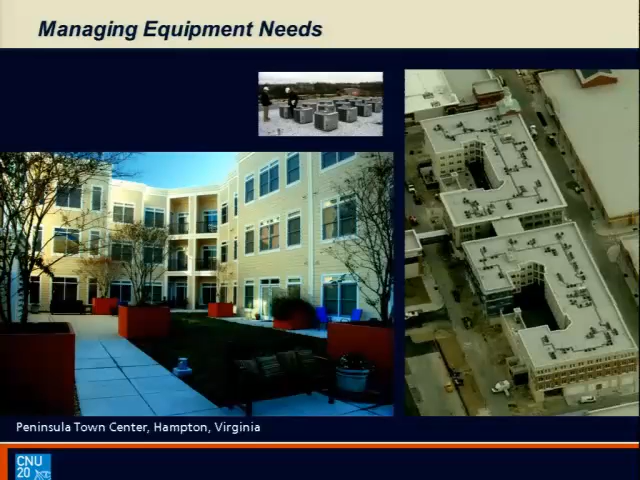 Managing Equipment Needs
Peninsula Town Center, Hampton, Virginia
CNU
20